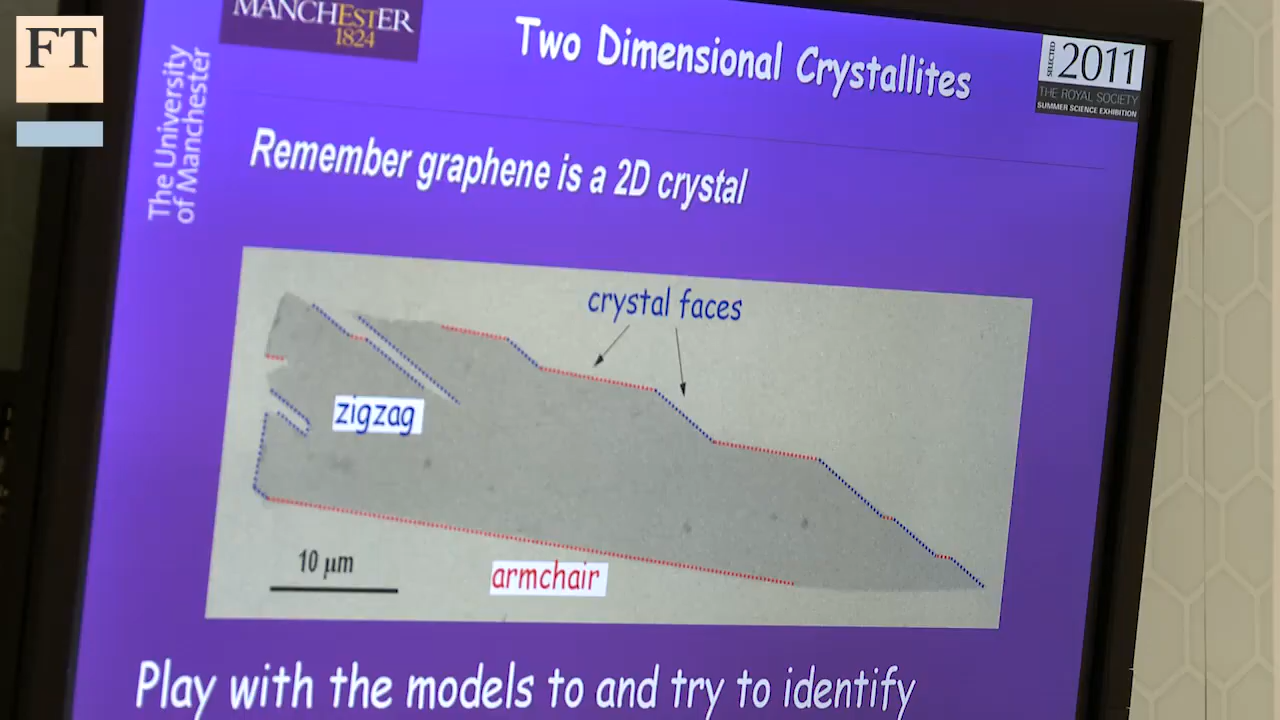 FT
MANCHESTER
1824
The University
of Manchester
Two Dimensional Crystallites
SELECTED
2011
THE ROYAL SOCIETY
SUMMER SCIENCE EXHIBITION
Remember graphene is a 2D crystal
crystal faces
zigzag
10 μm
armchair
Play with the models to and try to identify